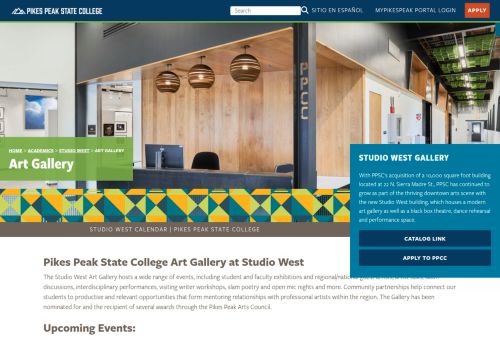 PIKES PEAK STATE COLLEGE
Search
SITIO EN ESPAÑOL
MYPIKESPEAK PORTAL LOGIN
APPLY
PPCC
HOME > ACADEMICS > STUDIO WEST > ART GALLERY
Art Gallery
STUDIO WEST GALLERY
With PPSC's acquisition of a 10,000 square foot building
located at 22 N. Sierra Madre St., PPSC has continued to
grow as part of the thriving downtown arts scene with
the new Studio West building, which houses a modern
art gallery as well as a black box theatre, dance rehearsal
and performance space.
CATALOG LINK
APPLY TO PPCC
STUDIO WEST CALENDAR | PIKES PEAK STATE COLLEGE
Pikes Peak State College Art Gallery at Studio West
The Studio West Art Gallery hosts a wide range of events, including student and faculty exhibitions and regional/national
discussions, interdisciplinary performances, visiting writer workshops, slam poetry and open mic nights and more. Community partnerships help connect our
students to productive and relevant opportunities that form mentoring relationships with professional artists within the region. The Gallery has been
nominated for and the recipient of several awards through the Pikes Peak Arts Council.
Upcoming Events: